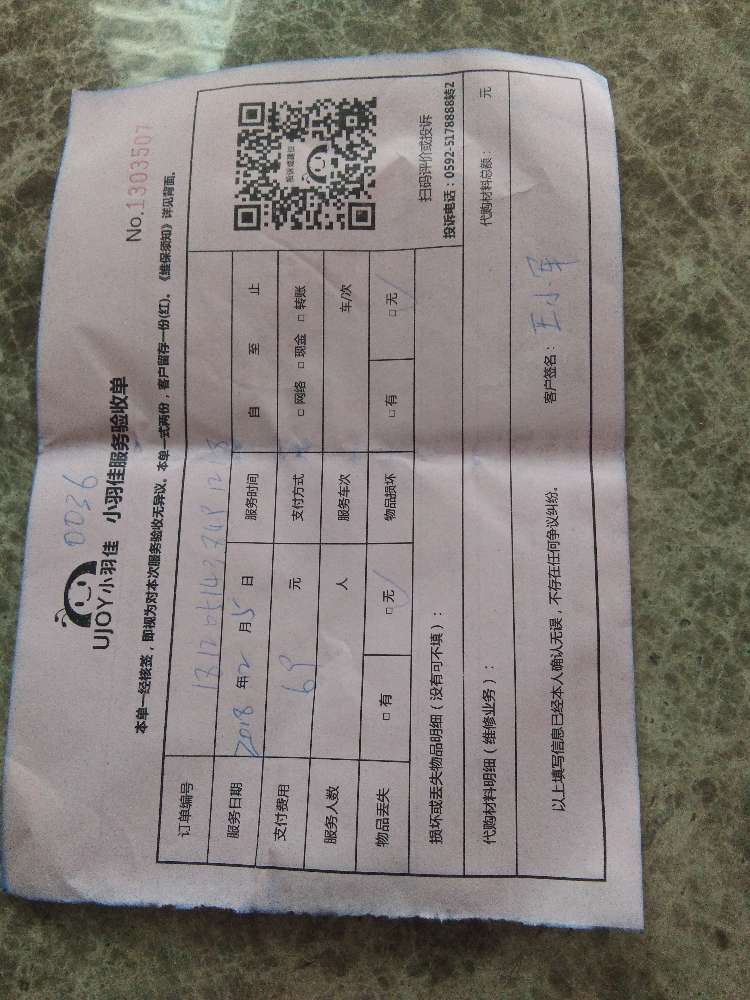 0036
UJOY小羽佳 小羽佳服务验收单
No.1303507
本单一经核签，即视为对本次服务验收无异议。本单一式两份，客户留存一份(红)。《维保须知》详见背面。
订单编号
服务日期 2018 年 2 月 15 日 服务时间 自 至 止
支付费用 69 元 支付方式 □ 网络 □ 现金 □ 转账
服务人数 人 服务车次 车/次
物品丢失 □ 有 □ 无 物品损坏 □ 有 □ 无
投诉或建议
扫码评价或投诉
投诉电话：0592-5178888转2
损坏或丢失物品明细（没有可不填）：
代购材料明细（维修业务）： 代购材料总额： 元
以上填写信息已经本人确认无误，不存在任何争议纠纷。 客户签名：王小军